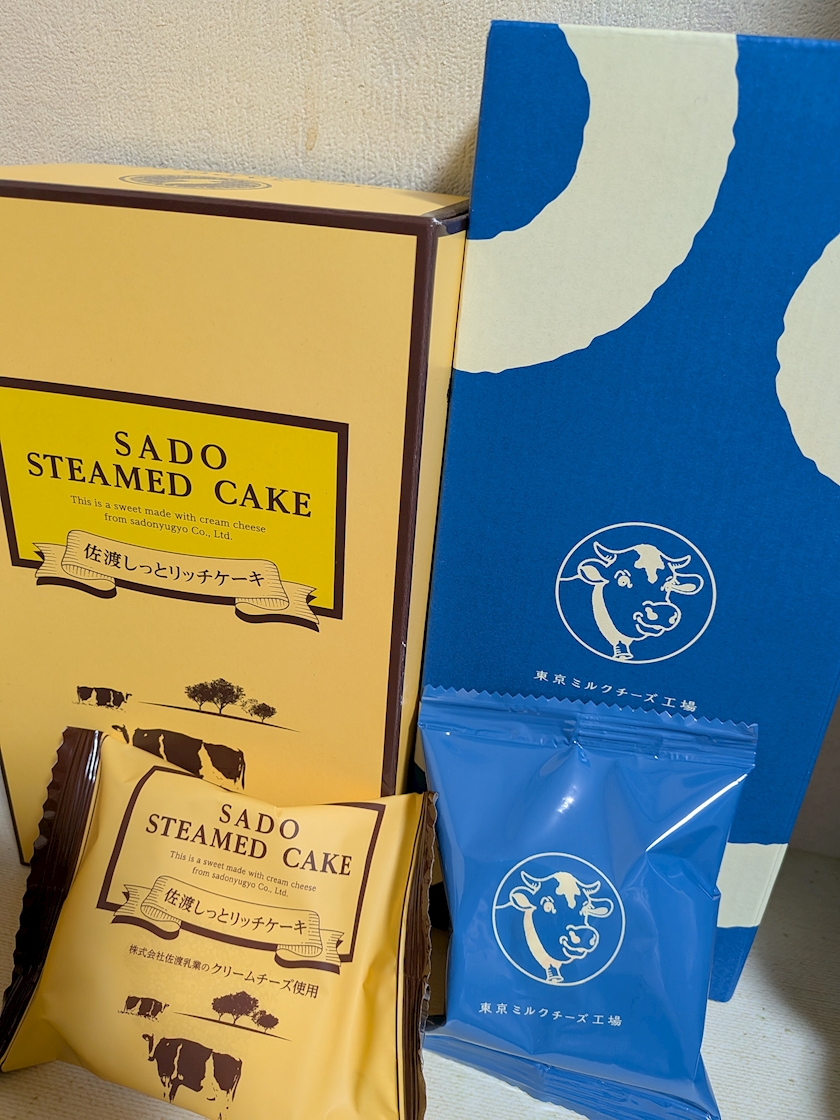 SADO
STEAMED CAKE
This is a sweet made with cream cheese
from sadonyugyo Co., Ltd.
佐渡しっとリッチケーキ
東京ミルクチーズ工場
SADO
STEAMED CAKE
This is a sweet made with cream cheese
from sadonyugyo Co., Ltd.
佐渡しっとリッチケーキ
株式会社佐渡乳業のクリームチーズ使用
東京ミルクチーズ工場